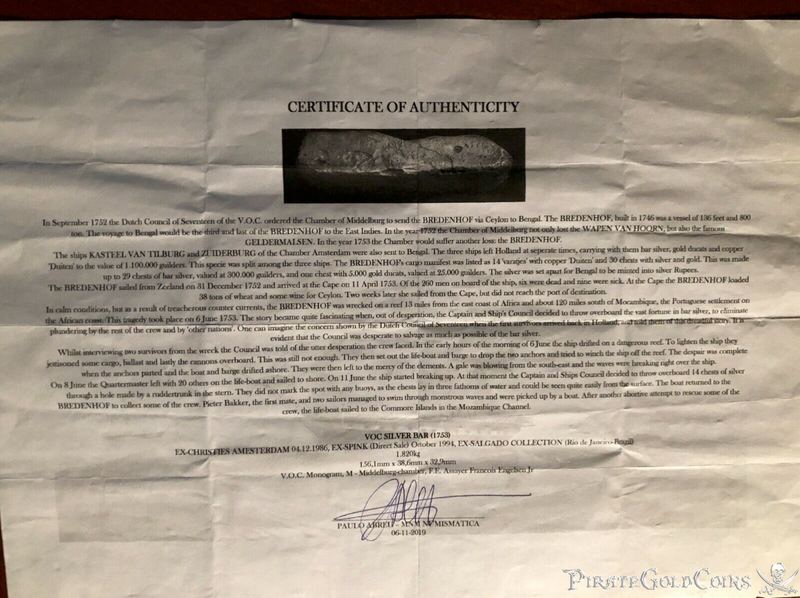 CERTIFICATE OF AUTHENTICITY
In September 1752 the Dutch Council of Seventeen of the V.O.C. ordered the Chamber of Middelburg to send the BREDENHOF via Ceylon to Bengal. The BREDENHOF, built in 1746 was a vessel of 136 feet and 800
ton. The voyage to Bengal would be the third and last of the BREDENHOF to the East Indies. In the year 1752 the Chamber of Middelburg not only lost the WAPEN VAN HOORN, but also the famous
GELDERMALSEN. In the year 1753 the Chamber would suffer another loss: the BREDENHOF.
The ships KASTEEL VAN TILBURG and ZUIDERBURG of the Chamber Amsterdam were also sent to Bengal. The three ships left Holland at seperate times, carrying with them bar silver, gold ducats and copper
'Duiten' to the value of 1.100.000 guilders. This specie was split among the three ships. The BREDENHOF's cargo manifest was listed as 14 'varatjes' with copper 'Duiten' and 30 chests with silver and gold. This was made
up to 29 chests of bar silver, valued at 300.000 guilders, and one chest with 5.000 gold ducats, valued at 25.000 guilders. The silver was set apart for Bengal to be minted into silver Rupees.
The BREDENHOF sailed from Zeeland on 31 December 1752 and arrived at the Cape on 11 April 1753. Of the 260 men on board of the ship, six were dead and nine were sick. At the Cape the BREDENHOF loaded
38 tons of wheat and some wine for Ceylon. Two weeks later she sailed from the Cape, but did not reach the port of destination.
In calm conditions, but as a result of treacherous counter currents, the BREDENHOF was wrecked on a reef 13 miles from the east coast of Africa and about 120 miles south of Mocambique, the Portuguese settlement on
the African coast. This tragedy took place on 6 June 1753. The story became quite fascinating when, out of desperation, the Captain and Ship's Council decided to throw overboard the vast fortune in bar silver, to eliminate
plundering by the rest of the crew and by 'other nations'. One can imagine the concern shown by the Dutch Council of Seventeen when the first survivors arrived back in Holland, and told them of this dreadful story. It is
evident that the Council was desperate to salvage as much as possible of the bar silver.
Whilst interviewing two survivors from the wreck the Council was told of the utter desperation the crew faced. In the early hours of the morning of 6 June the ship drifted on a dangerous reef. To lighten the ship they
jettisoned some cargo, ballast and lastly the cannons overboard. This was still not enough. They then set out the life-boat and barge to drop the two anchors and tried to winch the ship off the reef. The despair was complete
when the anchors parted and the boat and barge drifted ashore. They were then left to the mercy of the elements. A gale was blowing from the south-east and the waves were breaking right over the ship.
On 8 June the Quartermaster left with 20 others on the life-boat and sailed to shore. On 11 June the ship started breaking up. At that moment the Captain and Ships Council decided to throw overboard 14 chests of silver
through a hole made by a ruddertrunk in the stern. They did not mark the spot with any buoys, as the chests lay in three fathoms of water and could be seen quite easily from the surface. The boat returned to the
BREDENHOF to collect some of the crew. Pieter Bakker, the first mate, and two sailors managed to swim through monstrous waves and were picked up by a boat. After another abortive attempt to rescue some of the
crew, the life-boat sailed to the Commore Islands in the Mozambique Channel.
VOC SILVER BAR (1753)
EX-CHRISTIES AMESTERDAM 04.12.1986, EX-SPINK (Direct Sale) October 1994, EX-SALGADO COLLECTION (Rio de Janeiro-Brazil)
1.820kg
156,1mm x 38,6mm x 32,9mm
V.O.C. Monogram, M - Middelburg-chamber, F.E. Assayer Francois Engelsen Jr
PAULO ABREU - MNM NUMISMATICA
06-11-2019
PIRATEGOLDCOINS